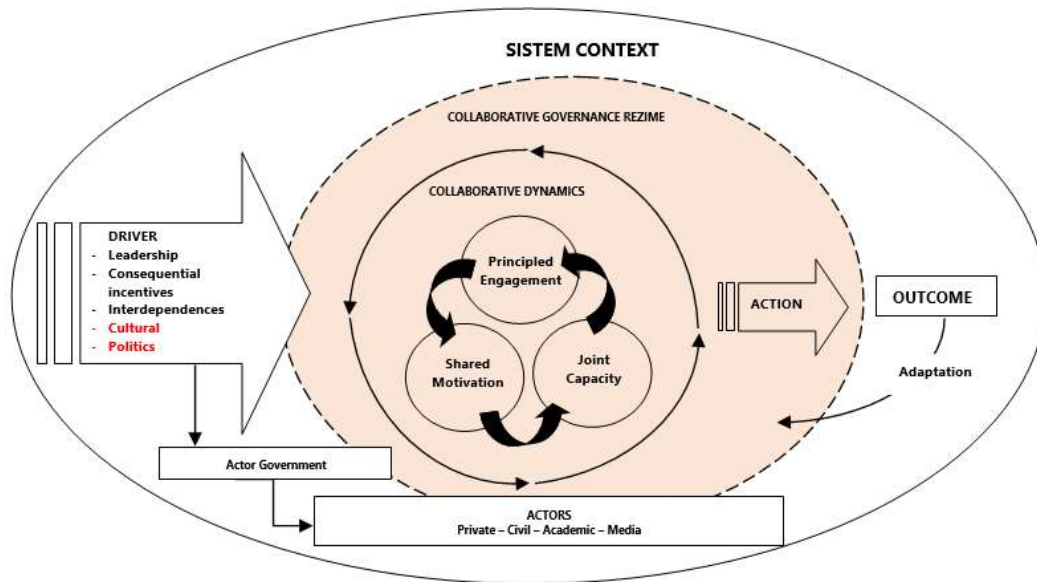 SISTEM CONTEXT
COLLABORATIVE GOVERNANCE REZIME
COLLABORATIVE DYNAMICS
DRIVER
- Leadership
- Consequential
incentives
- Interdependences
- Cultural
- Politics
Principled
Engagement
Shared
Motivation
Joint
Capacity
ACTION
OUTCOME
Adaptation
Actor Government
ACTORS
Private – Civil – Academic – Media